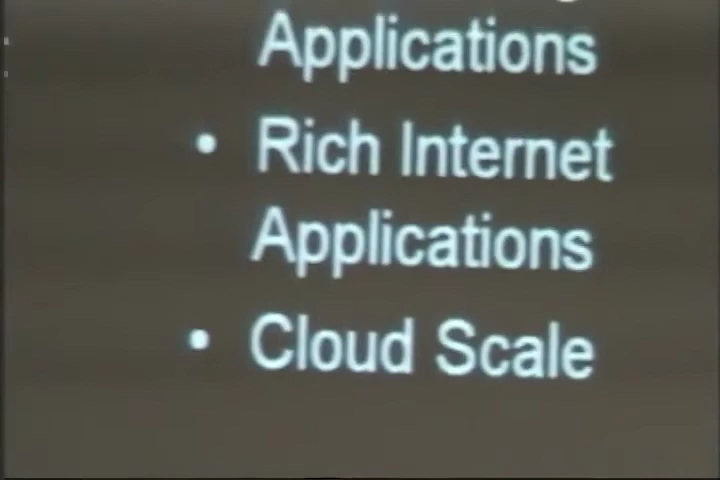 Applications
• Rich Internet
Applications
• Cloud Scale